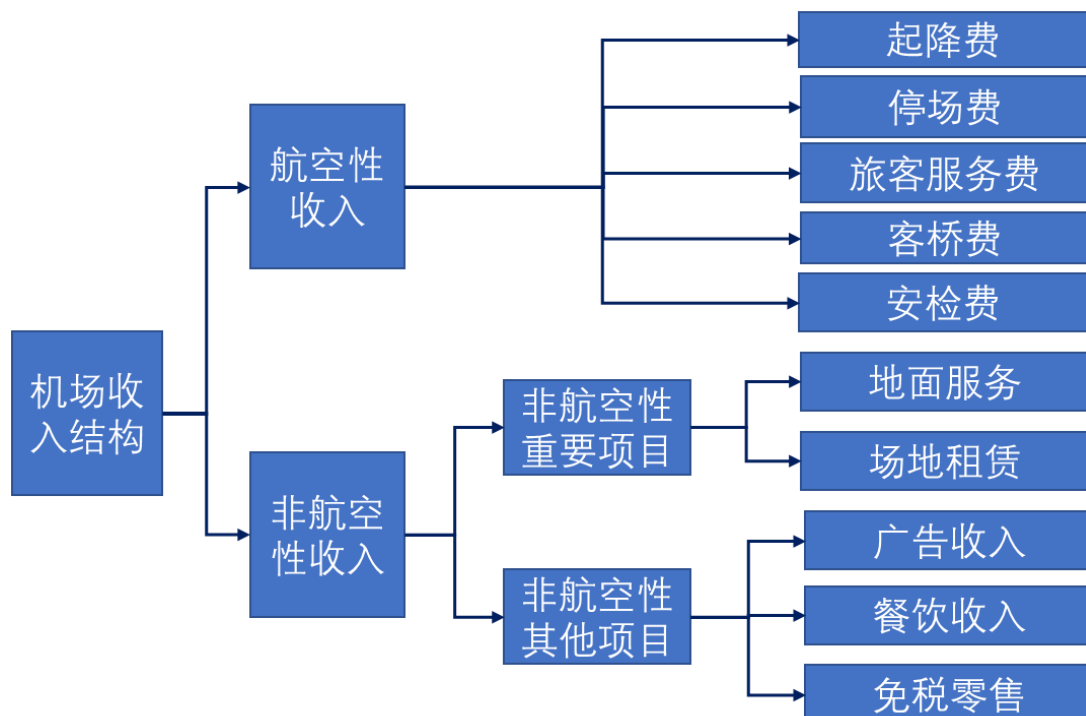 起降费
停场费
航空性
收入
旅客服务费
客桥费
安检费
机场收
入结构
非航空性
重要项目
地面服务
场地租赁
非航空
性收入
广告收入
非航空性
其他项目
餐饮收入
免税零售